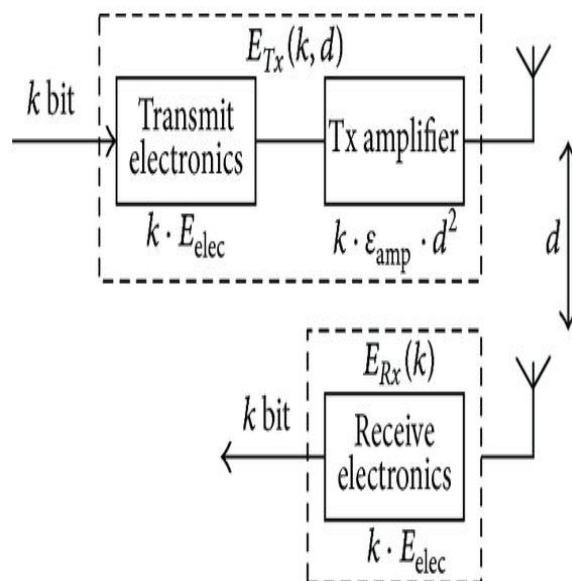 E_{Tx}(k, d)
k bit
Transmit
electronics
Tx amplifier
k · E_{elec}
k · ε_{amp} · d^2
d
E_{Rx}(k)
k bit
Receive
electronics
k · E_{elec}